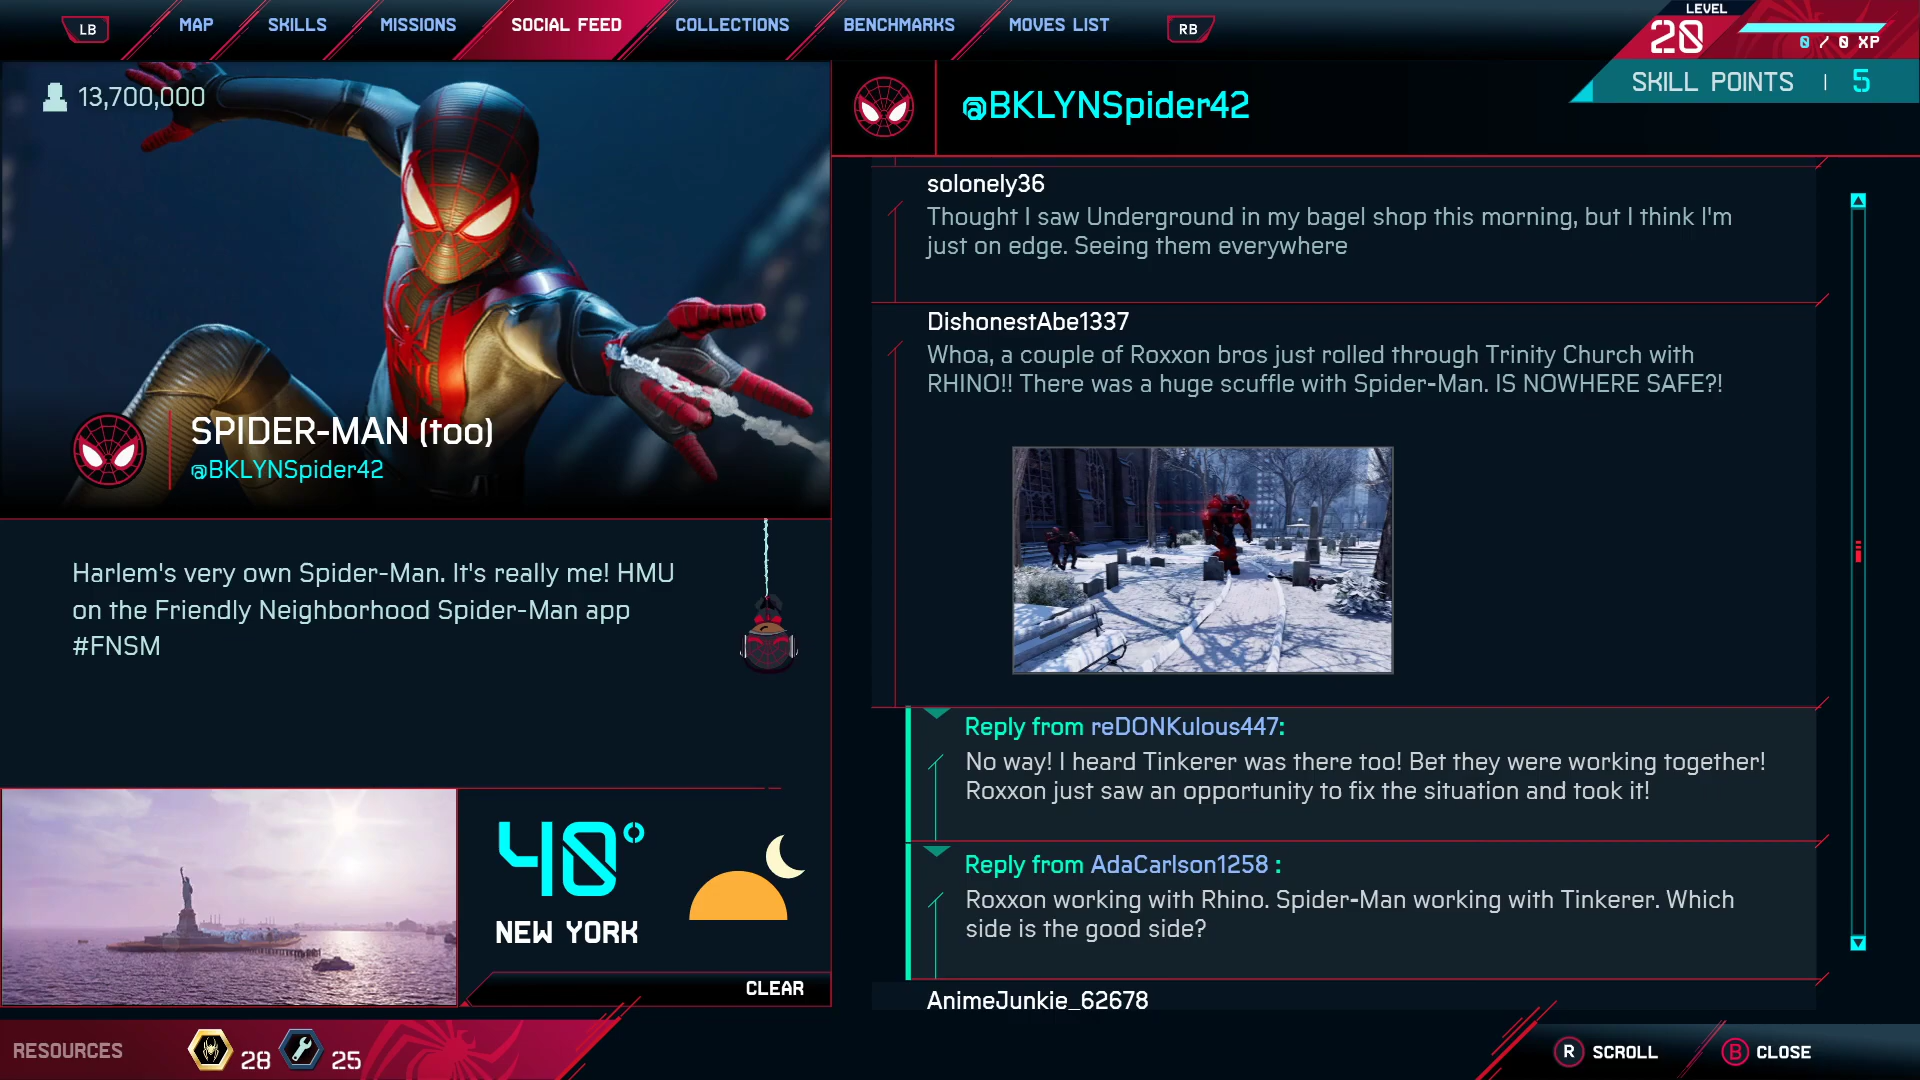 LB
MAP
SKILLS
MISSIONS
SOCIAL FEED
COLLECTIONS
BENCHMARKS
MOVES LIST
RB
LEVEL
20
0 / 0 XP
SKILL POINTS | 5
13,700,000
SPIDER-MAN (too)
@BKLYNSpider42
Harlem's very own Spider-Man. It's really me! HMU
on the Friendly Neighborhood Spider-Man app
#FNSM
40°
NEW YORK
CLEAR
@BKLYNSpider42
solonely36
Thought I saw Underground in my bagel shop this morning, but I think I'm
just on edge. Seeing them everywhere
DishonestAbe1337
Whoa, a couple of Roxxon bros just rolled through Trinity Church with
RHINO!! There was a huge scuffle with Spider-Man. IS NOWHERE SAFE?!
Reply from reDONKulous447:
No way! I heard Tinkerer was there too! Bet they were working together!
Roxxon just saw an opportunity to fix the situation and took it!
Reply from AdaCarlson1258 :
Roxxon working with Rhino. Spider-Man working with Tinkerer. Which
side is the good side?
AnimeJunkie_62678
RESOURCES
28
25
R SCROLL
B CLOSE